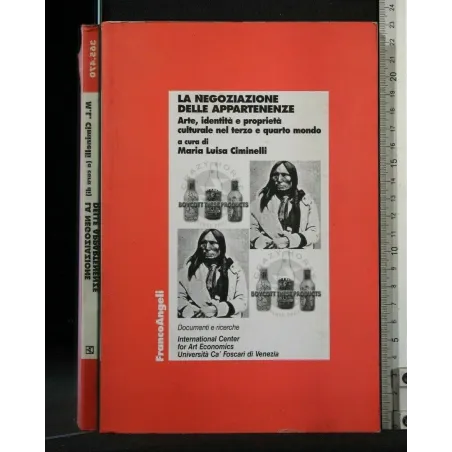 LA NEGOZIAZIONE
DELLE APPARTENENZE
Arte, identità e proprietà
culturale nel terzo e quarto mondo
a cura di
Maria Luisa Ciminelli
CRAZY HORSE
BOYCOTT THESE PRODUCTS
BOYCOTT THESE PRODUCTS
Documenti e ricerche
International Center
for Art Economics
Università Ca' Foscari di Venezia
FrancoAngeli
M.L. Ciminelli (a cura di)
LA NEGOZIAZIONE
DELLE APPARTENENZE